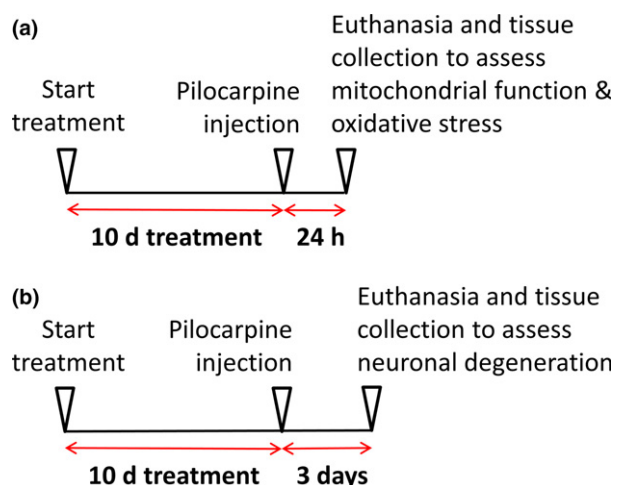 (a)
Euthanasia and tissue
collection to assess
mitochondrial function &
oxidative stress
Start
treatment
Pilocarpine
injection
10 d treatment
24 h
(b)
Euthanasia and tissue
collection to assess
neuronal degeneration
Start
treatment
Pilocarpine
injection
10 d treatment
3 days